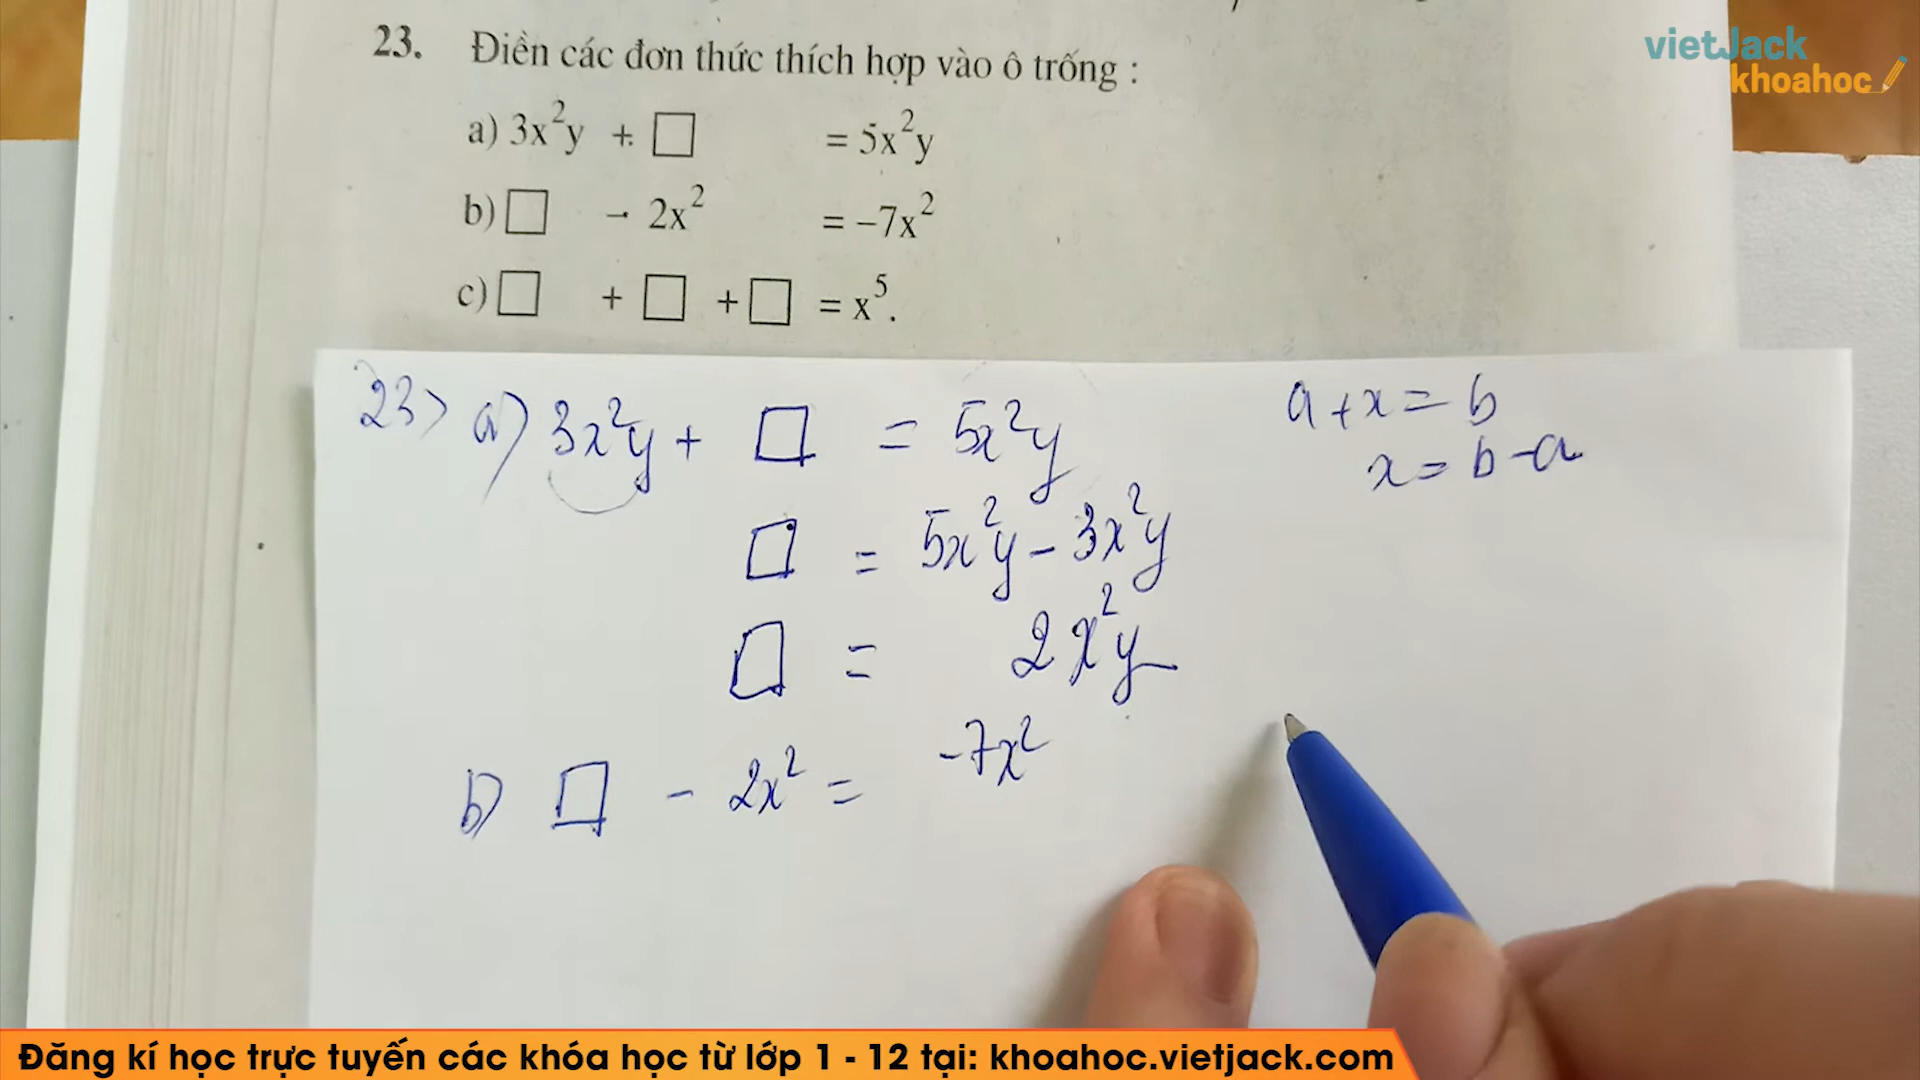 vietJack
khoahoc
23. Điền các đơn thức thích hợp vào ô trống :
a) 3x²y + □ = 5x²y
b) □ - 2x² = -7x²
c) □ + □ + □ = x⁵.
23> a) 3x²y + □ = 5x²y
□ = 5x²y - 3x²y
□ = 2x²y
b) □ - 2x² = -7x²
a + x = b
x = b - a
Đăng kí học trực tuyến các khóa học từ lớp 1 - 12 tại: khoahoc.vietjack.com